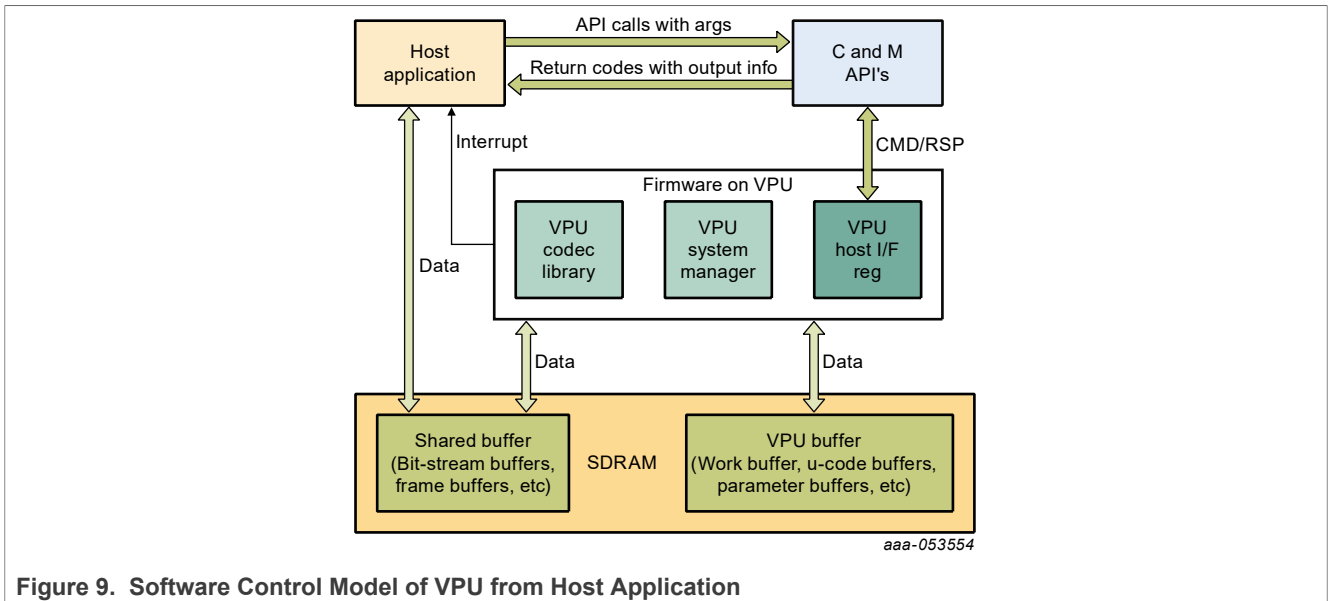 API calls with args
Host
application
C and M
API's
Return codes with output info
Interrupt
CMD/RSP
Firmware on VPU
VPU
codec
library
VPU
system
manager
VPU
host I/F
reg
Data
Data
Data
Shared buffer
(Bit-stream buffers,
frame buffers, etc)
SDRAM
VPU buffer
(Work buffer, u-code buffers,
parameter buffers, etc)
aaa-053554
Figure 9. Software Control Model of VPU from Host Application